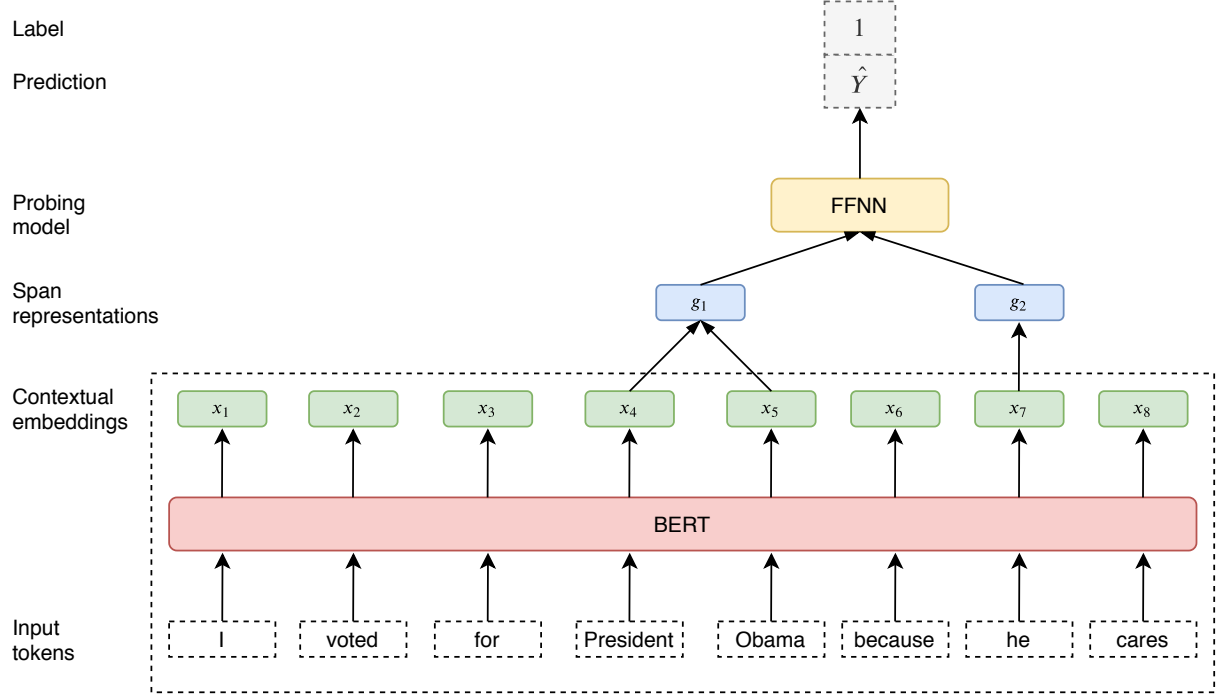 Label
1
Prediction
Ŷ
Probing
model
FFNN
Span
representations
g₁
g₂
Contextual
embeddings
x₁ x₂ x₃ x₄ x₅ x₆ x₇ x₈
BERT
Input
tokens
I voted for President Obama because he cares